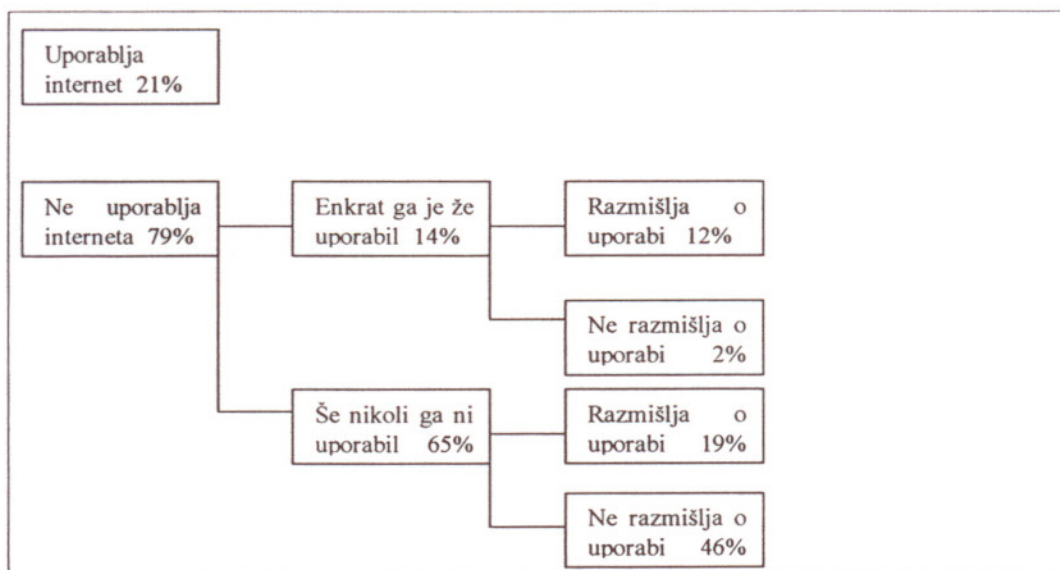 Uporablja
internet 21%
Ne uporablja
interneta 79%
Enkrat ga je že
uporabil 14%
Razmišlja o
uporabi 12%
Ne razmišlja o
uporabi 2%
Še nikoli ga ni
uporabil 65%
Razmišlja o
uporabi 19%
Ne razmišlja o
uporabi 46%